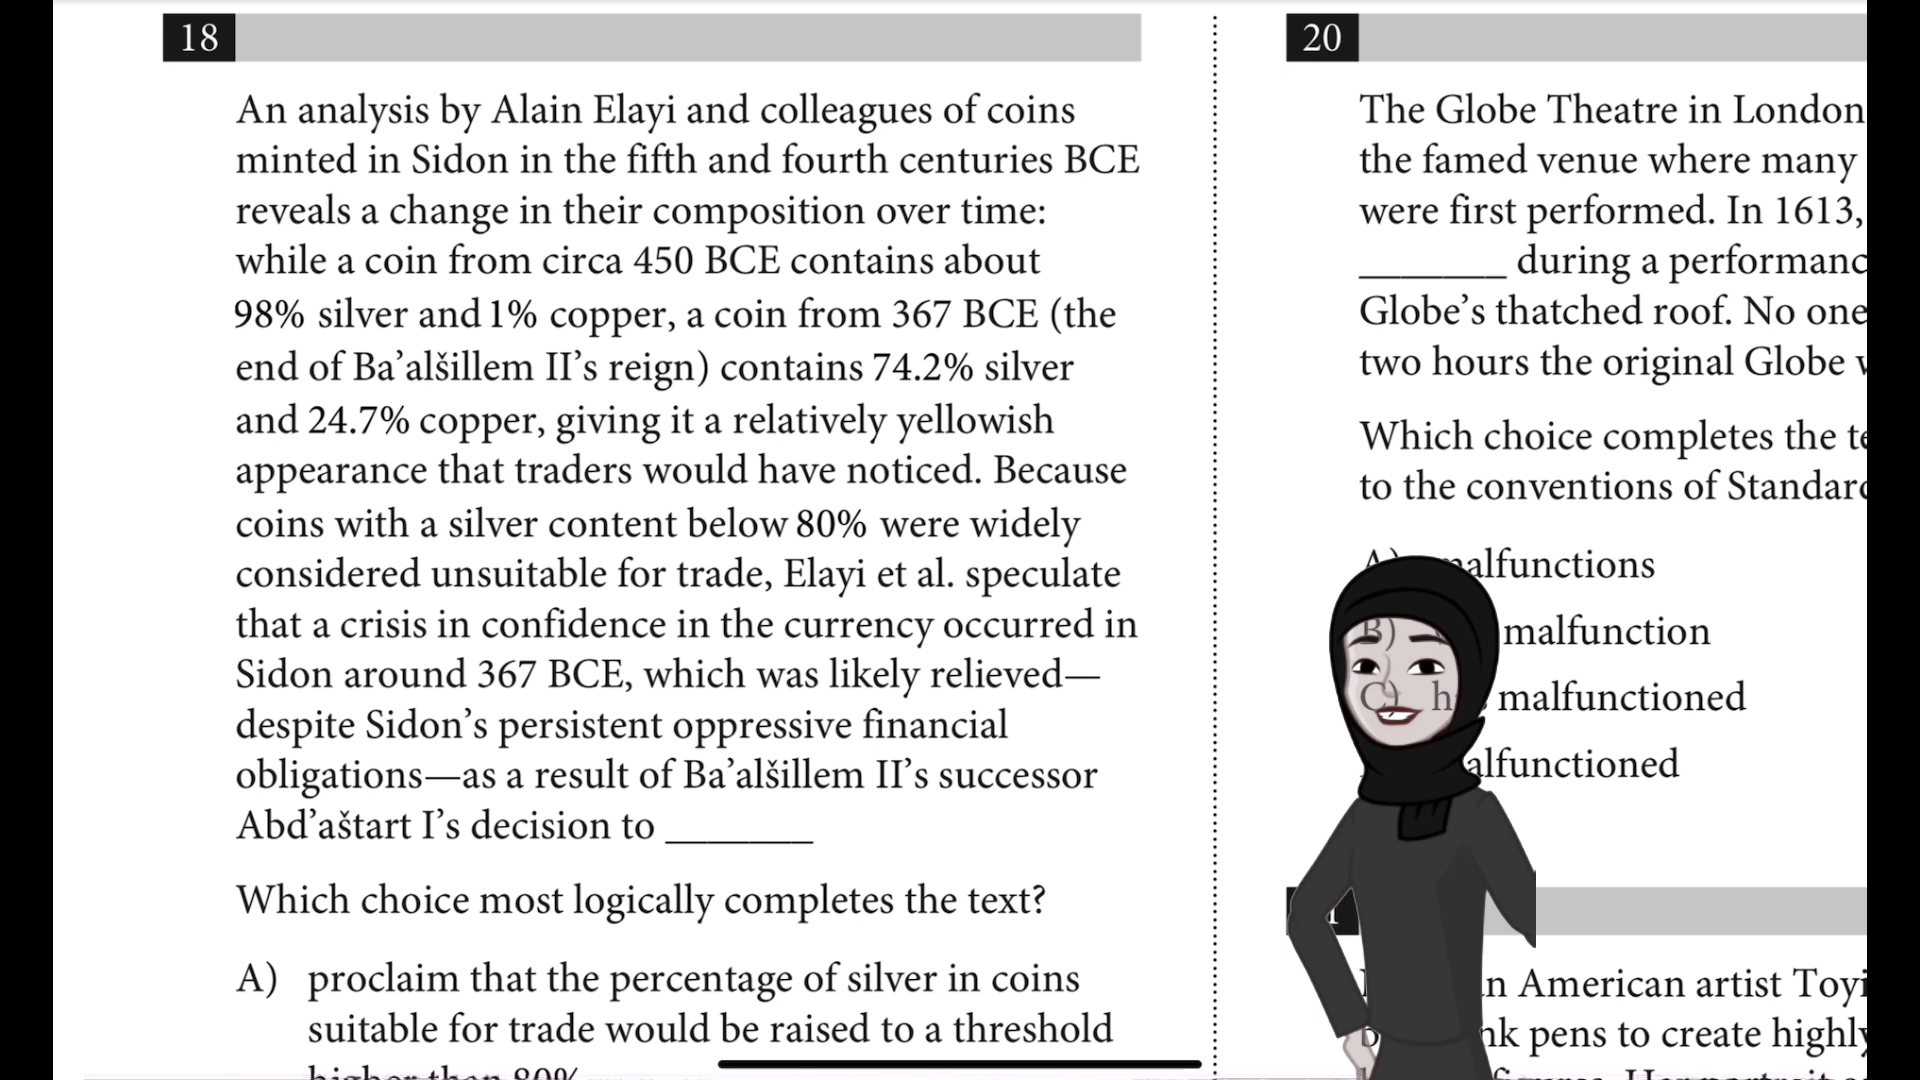 18
An analysis by Alain Elayi and colleagues of coins
minted in Sidon in the fifth and fourth centuries BCE
reveals a change in their composition over time:
while a coin from circa 450 BCE contains about
98% silver and 1% copper, a coin from 367 BCE (the
end of Ba’alšillem II’s reign) contains 74.2% silver
and 24.7% copper, giving it a relatively yellowish
appearance that traders would have noticed. Because
coins with a silver content below 80% were widely
considered unsuitable for trade, Elayi et al. speculate
that a crisis in confidence in the currency occurred in
Sidon around 367 BCE, which was likely relieved—
despite Sidon’s persistent oppressive financial
obligations—as a result of Ba’alšillem II’s successor
Abd’aštart I’s decision to _______
Which choice most logically completes the text?
A) proclaim that the percentage of silver in coins
suitable for trade would be raised to a threshold
higher than 80%
20
The Globe Theatre in London
the famed venue where many
were first performed. In 1613,
_______ during a
Globe’s thatched roof. No one
two hours the original Globe
Which choice completes the
to the conventions of
A) malfunctions
B) malfunction
C) malfunctioned
malfunctioned
American artist
pens to create highly